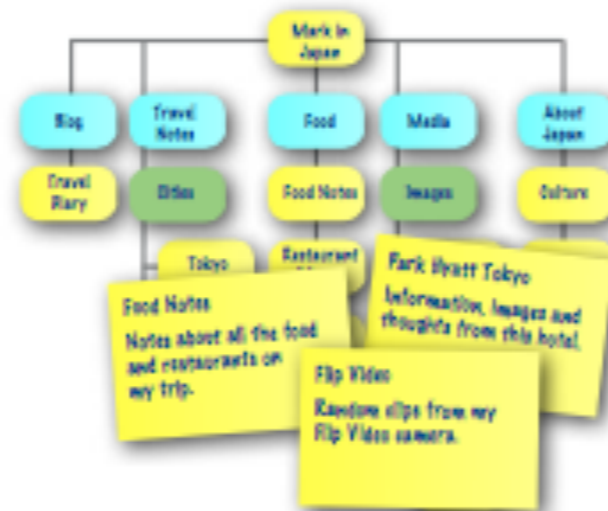 Mark in
Japan
Blog
Travel
Notes
Food
Media
About
Japan
Travel
Diary
Cities
Food Notes
Images
Culture
Tokyo
Restaurant
Food Notes
Notes about all the food
and restaurants on
my trip.
Park Hyatt Tokyo
Information, images and
thoughts from this hotel.
Flip Video
Random clips from my
Flip Video camera.